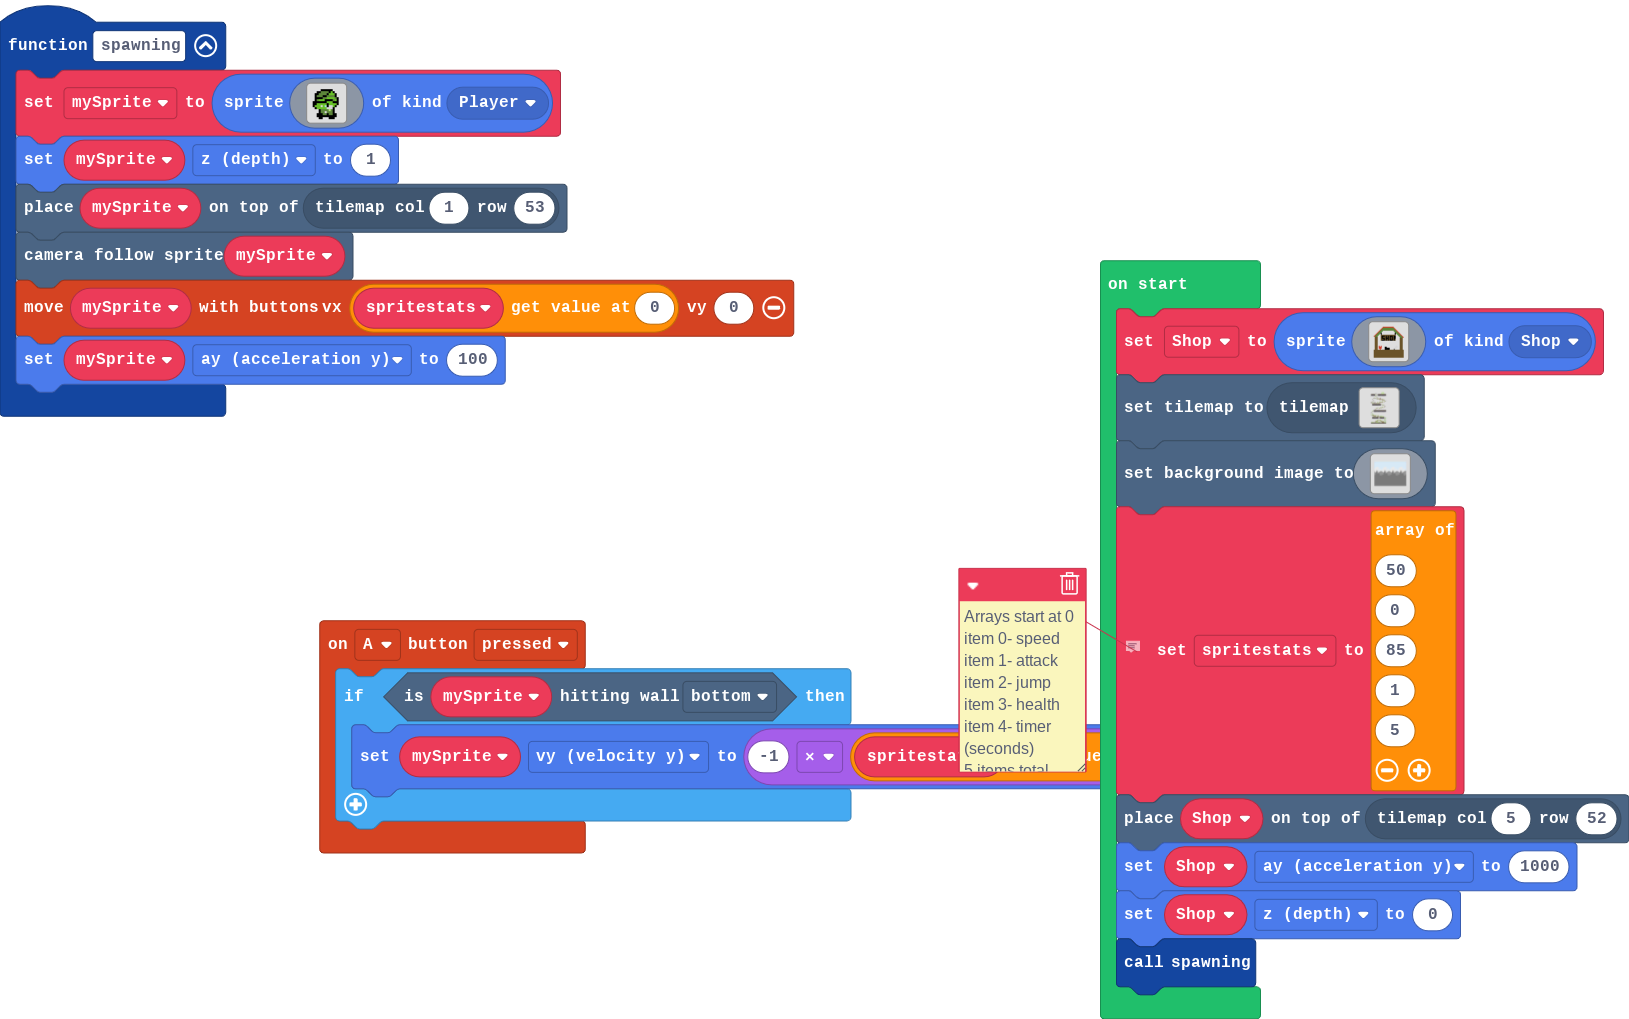 function spawning
set mySprite to sprite of kind Player
set mySprite z (depth) to 1
place mySprite on top of tilemap col 1 row 53
camera follow sprite mySprite
move mySprite with buttons vx spritestats get value at 0 vy 0
set mySprite ay (acceleration y) to 100
on A button pressed
if is mySprite hitting wall bottom then
set mySprite vy (velocity y) to -1 ×
Arrays start at 0
item 0- speed
item 1- attack
item 2- jump
item 3- health
item 4- timer
(seconds)
5 items total
on start
set Shop to sprite of kind Shop
set tilemap to tilemap
set background image to
set spritestats to array of
50
0
85
1
5
place Shop on top of tilemap col 5 row 52
set Shop ay (acceleration y) to 1000
set Shop z (depth) to 0
call spawning